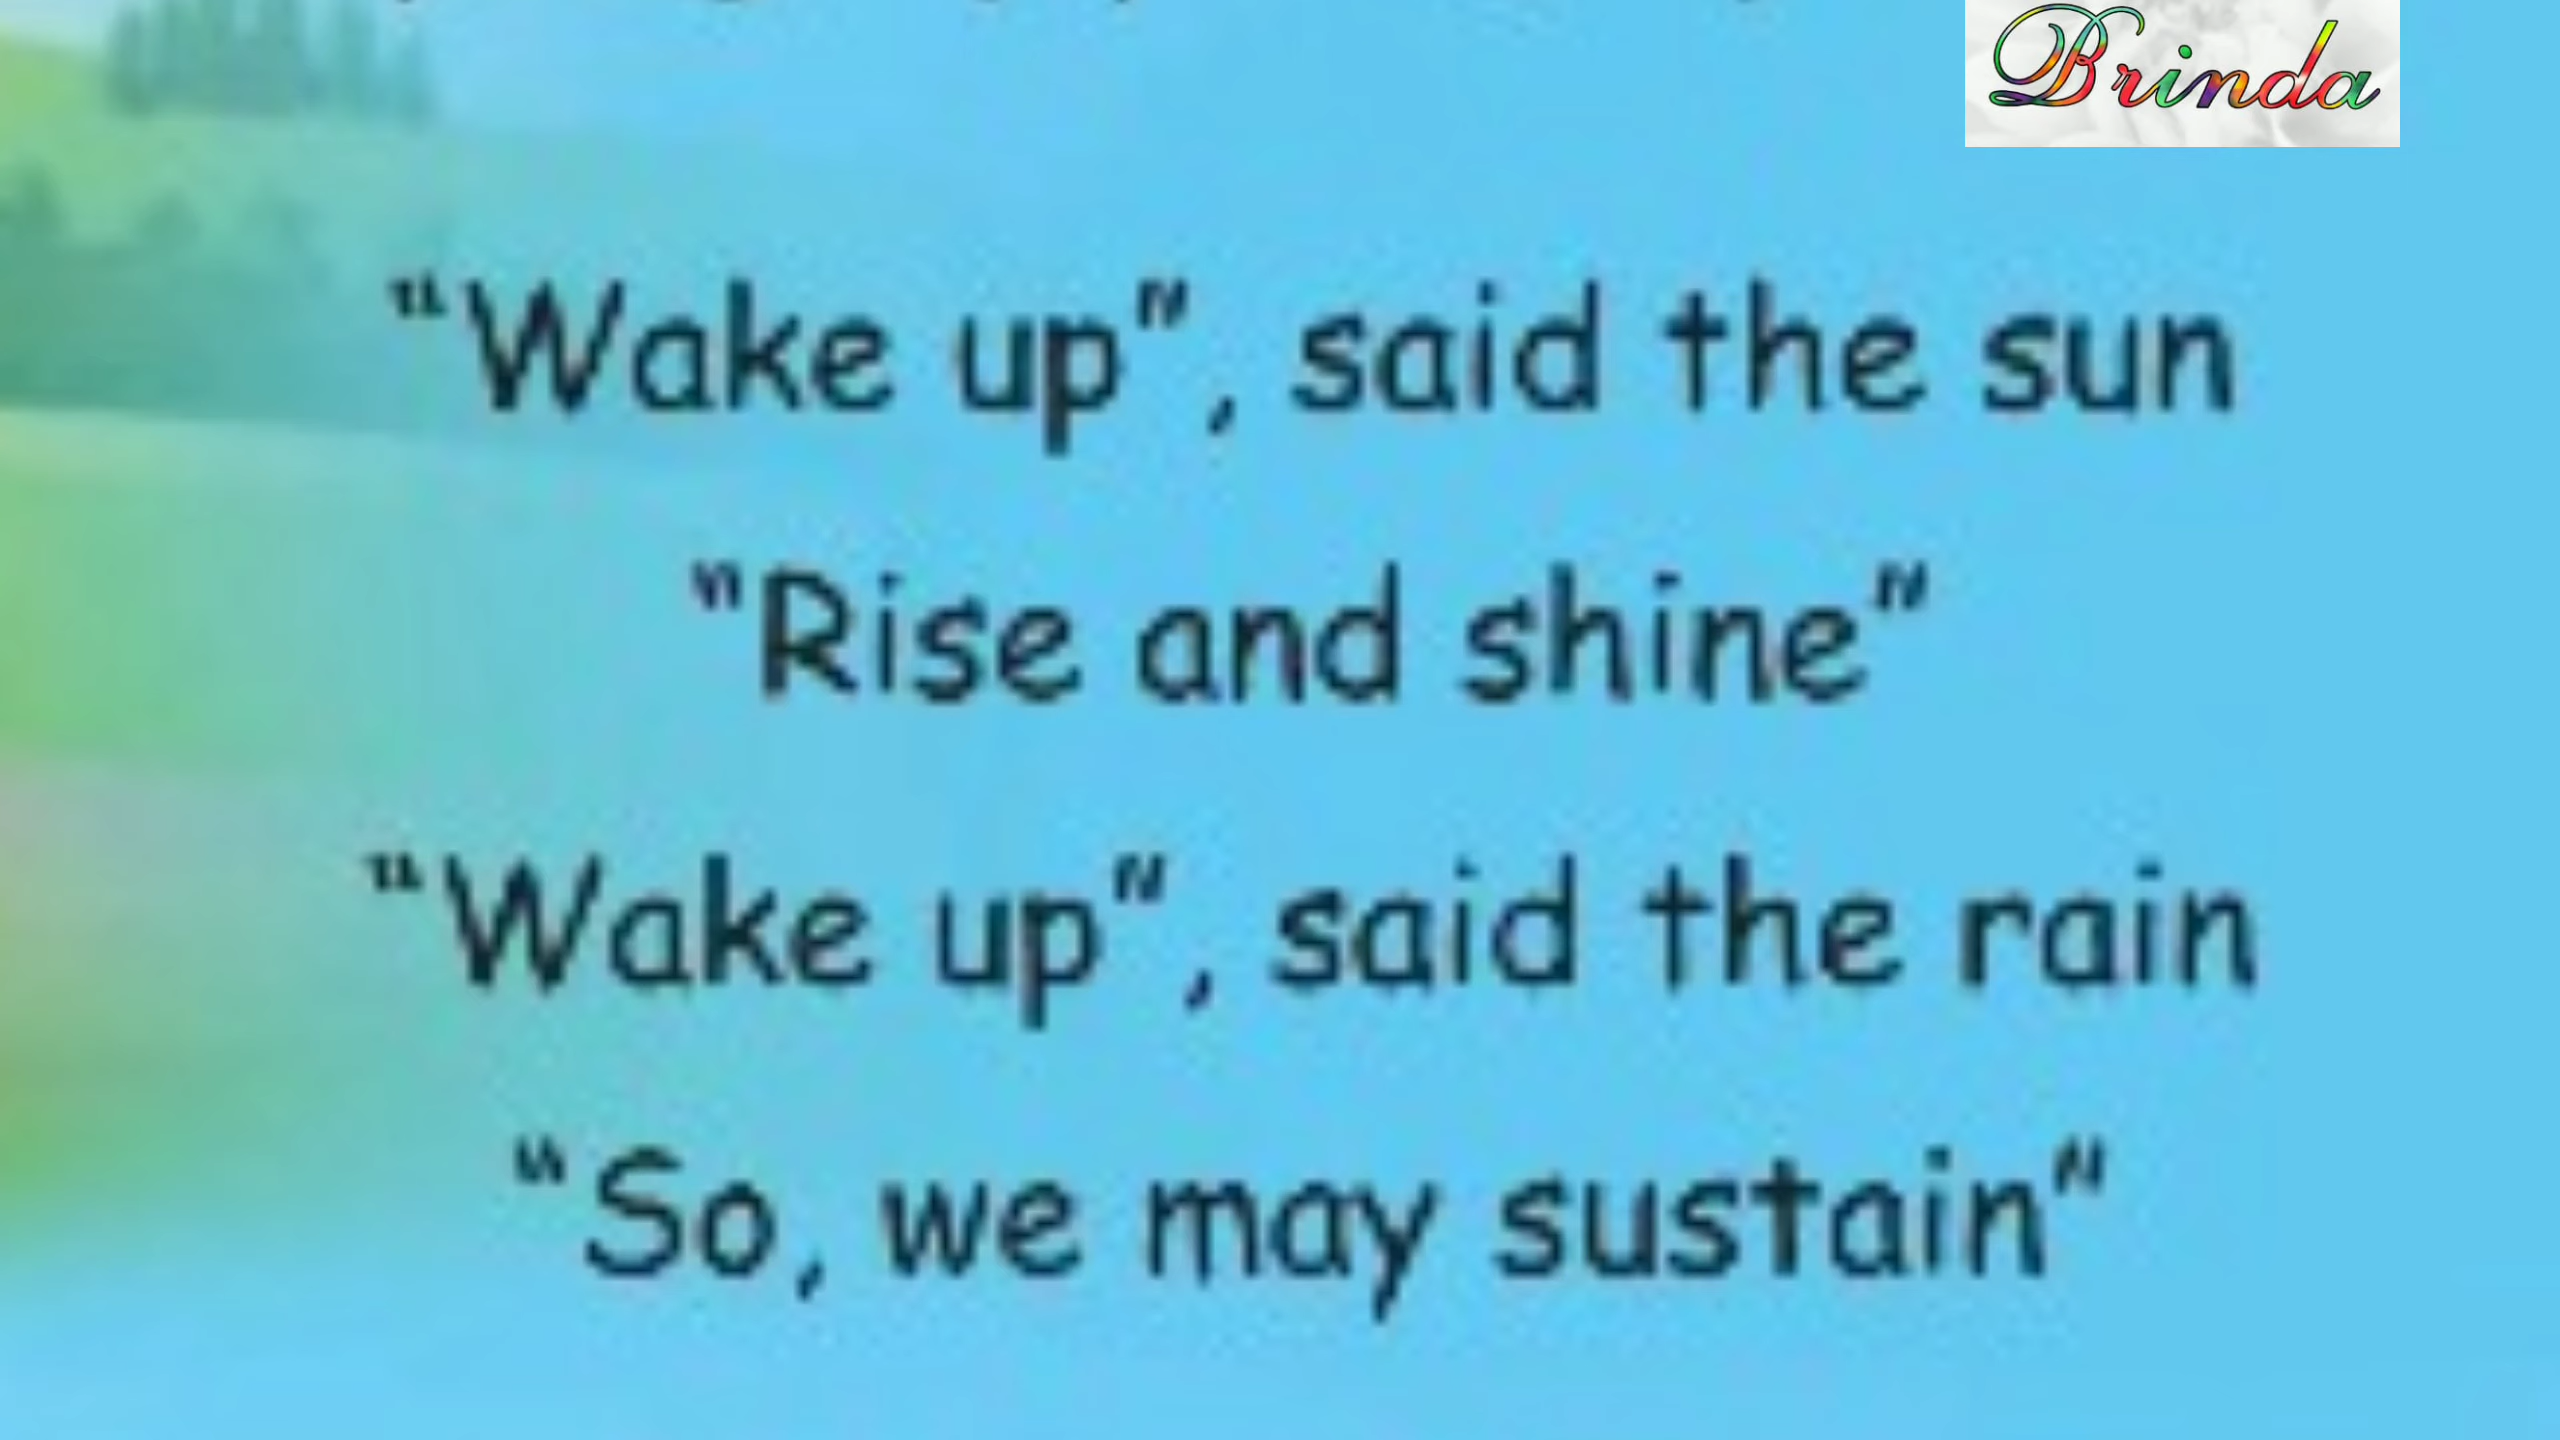 Brinda
“Wake up”, said the sun
"Rise and shine”
“Wake up”, said the rain
“So, we may sustain”